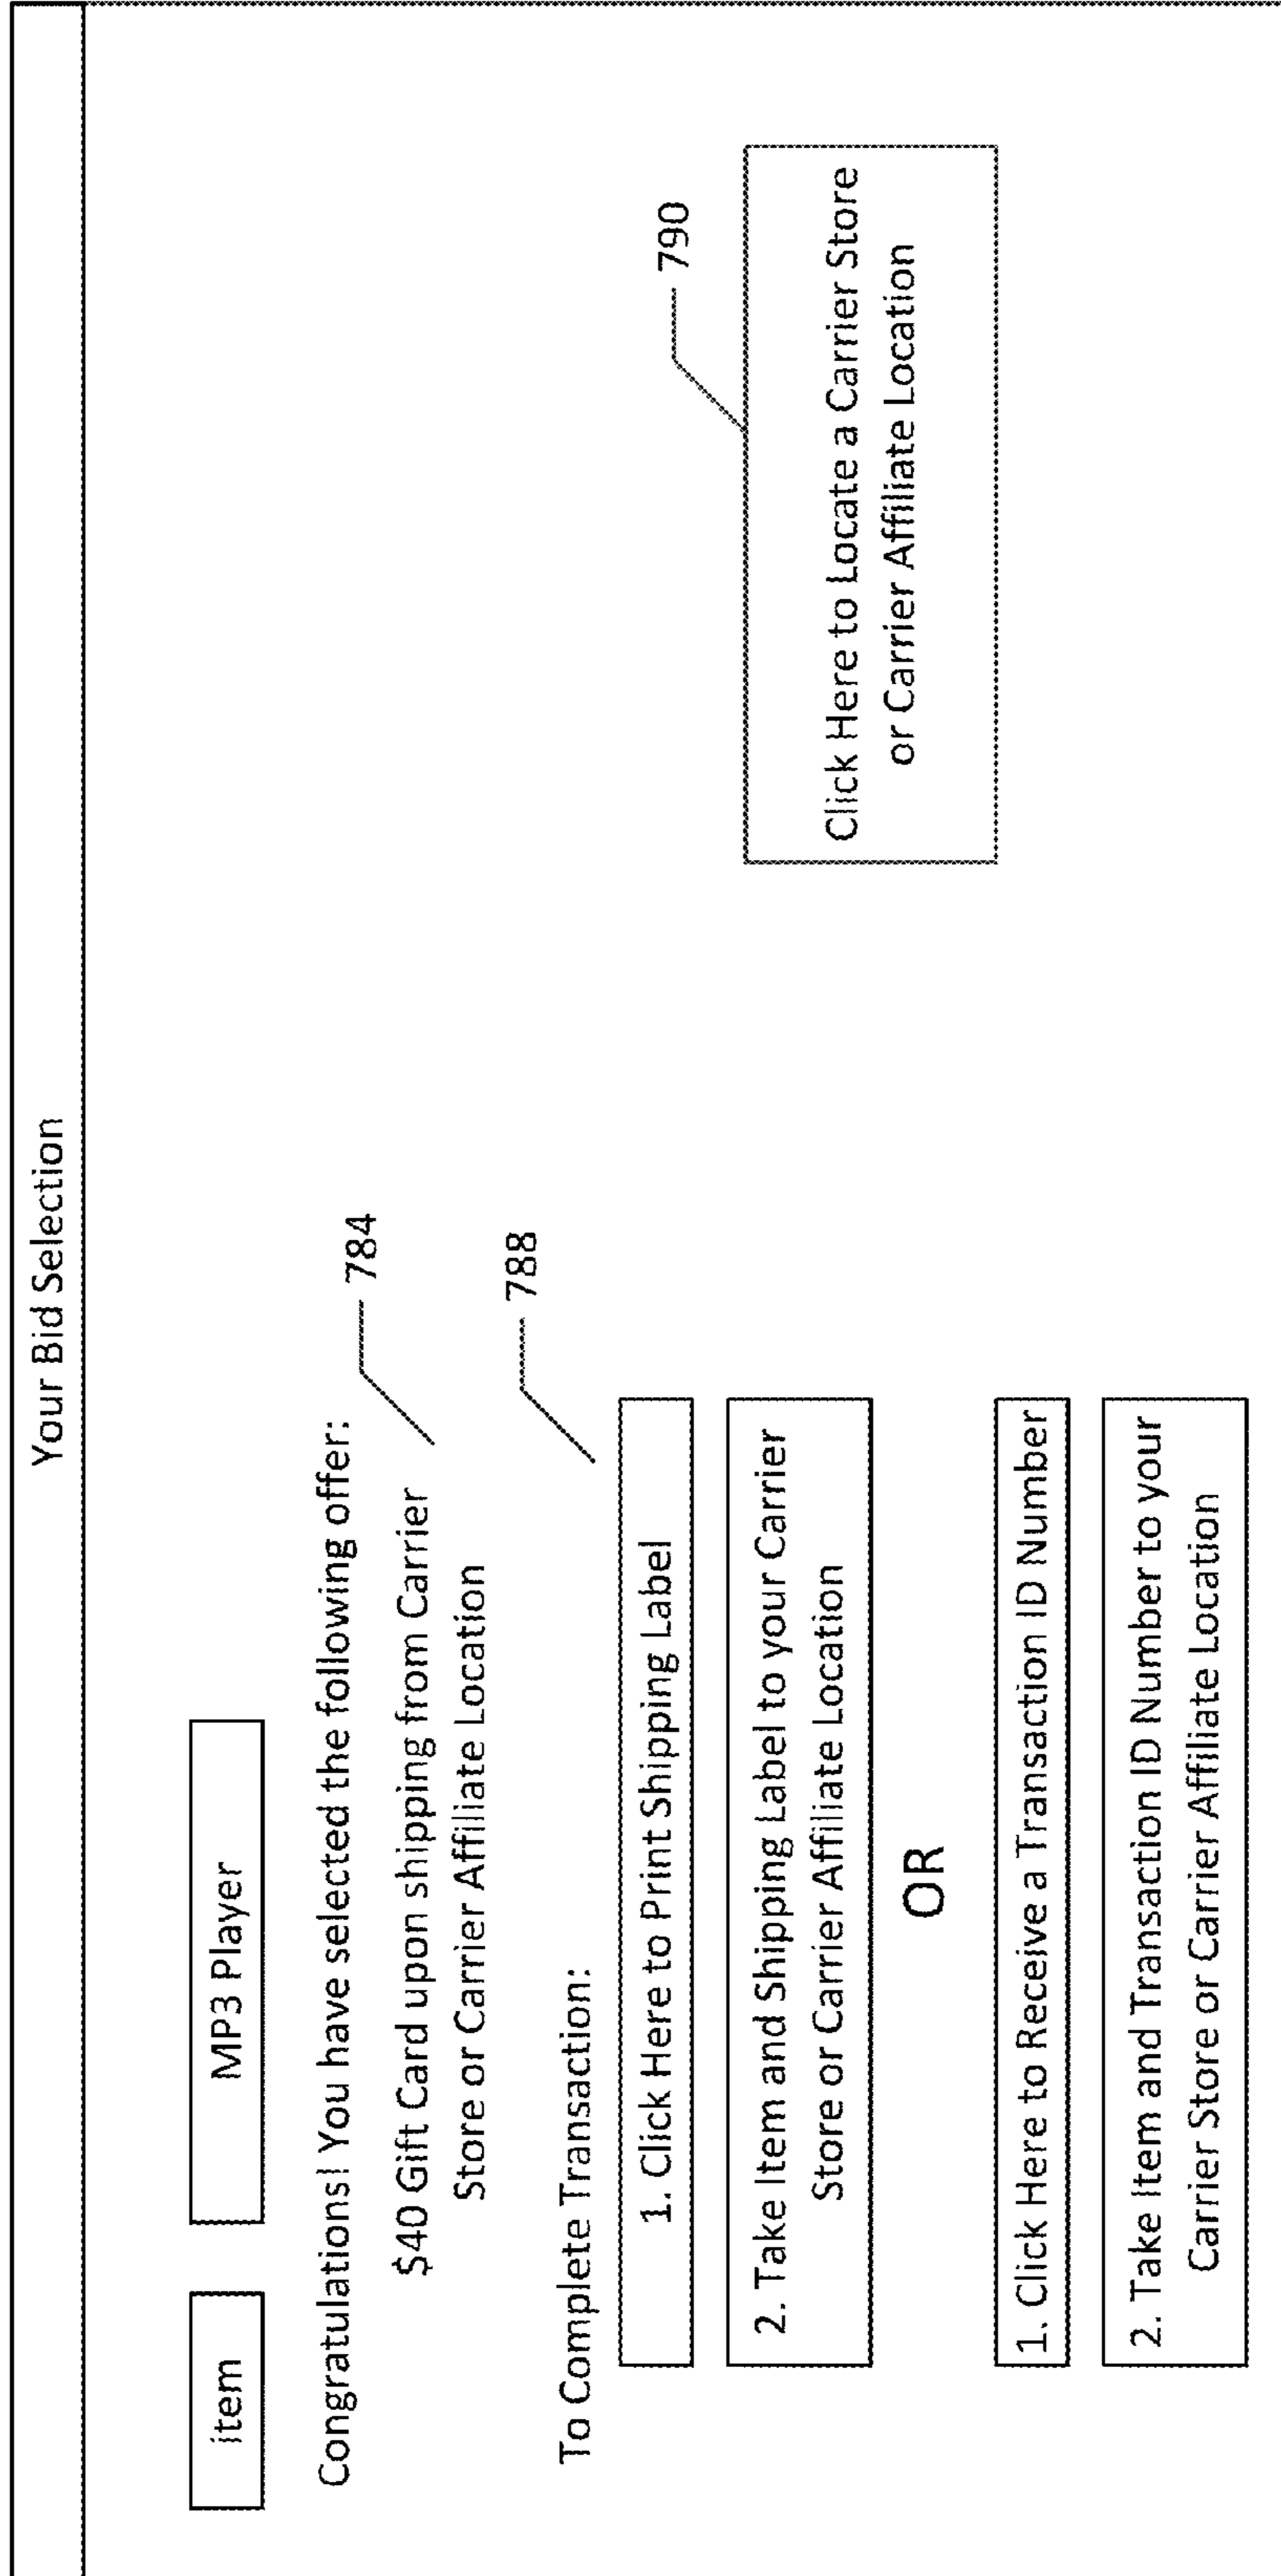 Your Bid Selection
item
MP3 Player
Congratulations! You have selected the following offer:
$40 Gift Card upon shipping from Carrier
Store or Carrier Affiliate Location
784
To Complete Transaction:
788
1. Click Here to Print Shipping Label
2. Take Item and Shipping Label to your Carrier
Store or Carrier Affiliate Location
OR
1. Click Here to Receive a Transaction ID Number
2. Take Item and Transaction ID Number to your
Carrier Store or Carrier Affiliate Location
790
Click Here to Locate a Carrier Store
or Carrier Affiliate Location